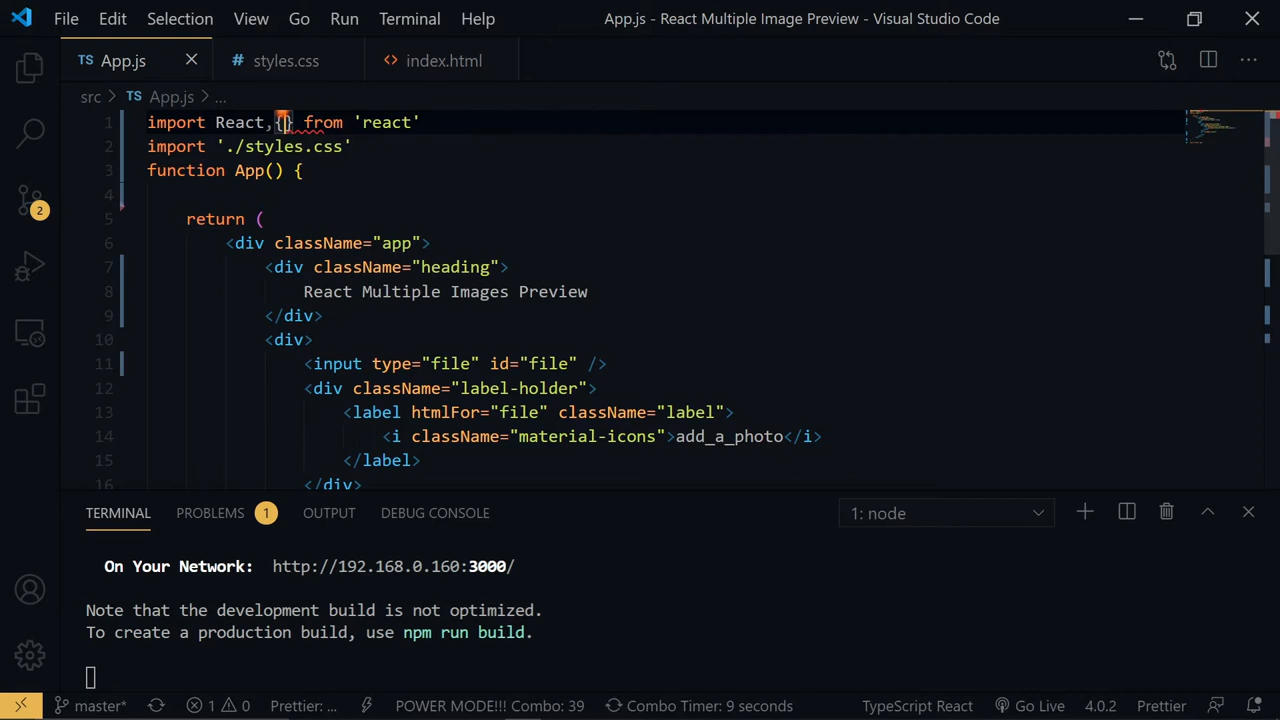 File Edit Selection View Go Run Terminal Help App.js - React Multiple Image Preview - Visual Studio Code
TS App.js # styles.css <> index.html
src > TS App.js > ...
1 import React,{} from 'react'
2 import './styles.css'
3 function App() {
4
5 return (
6 <div className="app">
7 <div className="heading">
8 React Multiple Images Preview
9 </div>
10 <div>
11 <input type="file" id="file" />
12 <div className="label-holder">
13 <label htmlFor="file" className="label">
14 <i className="material-icons">add_a_photo</i>
15 </label>
16 </div>
2
TERMINAL PROBLEMS 1 OUTPUT DEBUG CONSOLE 1: node
On Your Network: http://192.168.0.160:3000/
Note that the development build is not optimized.
To create a production build, use npm run build.
master* 1 0 Prettier: ... POWER MODE!!! Combo: 39 Combo Timer: 9 seconds TypeScript React Go Live 4.0.2 Prettier